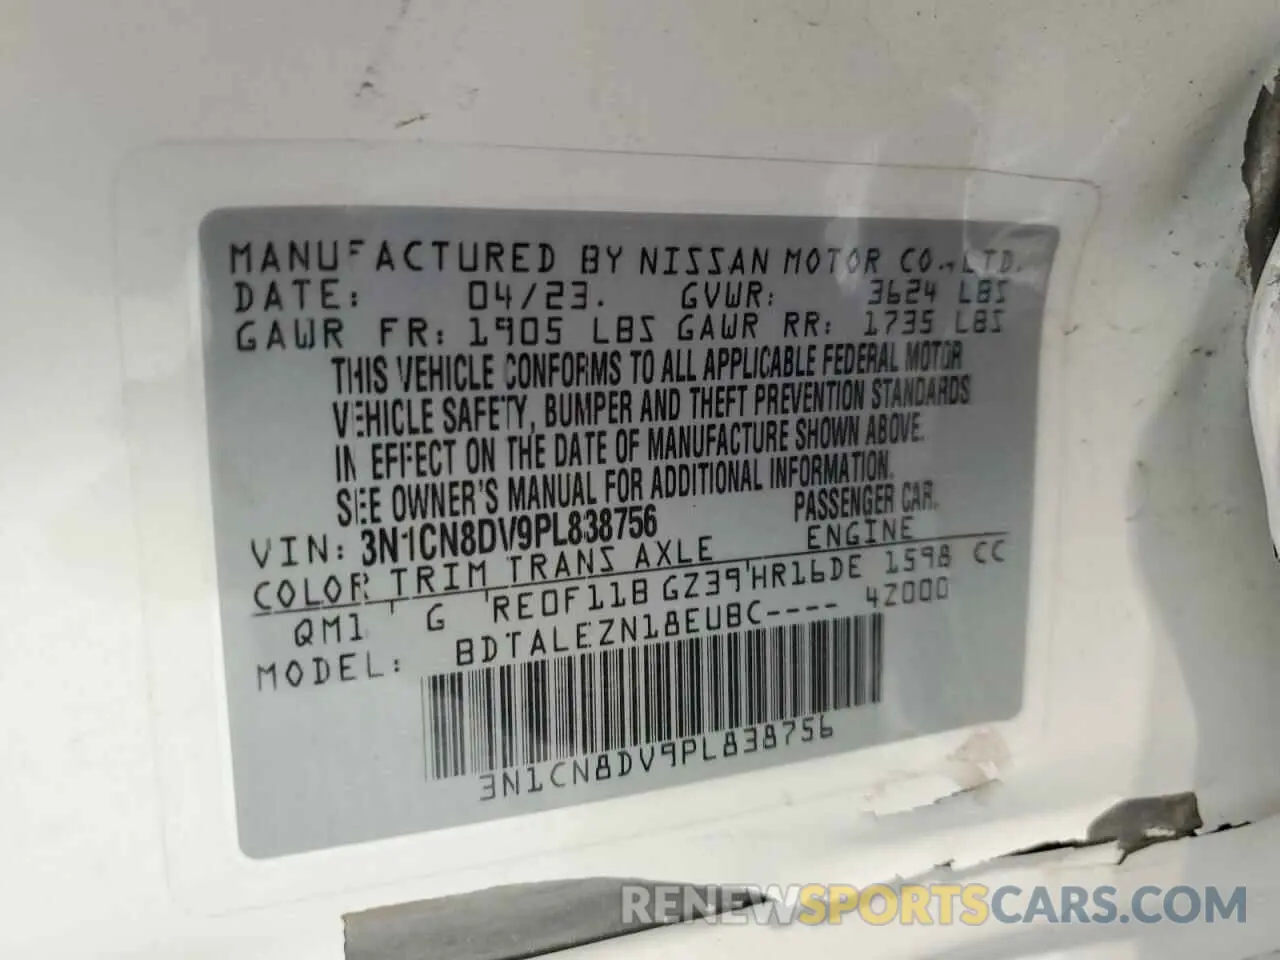 MANUFACTURED BY NISSAN MOTOR CO., LTD.
DATE: 04/23. GVWR: 3624 LBS
GAWR FR: 1905 LBS GAWR RR: 1735 LBS
THIS VEHICLE CONFORMS TO ALL APPLICABLE FEDERAL MOTOR
VEHICLE SAFETY, BUMPER AND THEFT PREVENTION STANDARDS
IN EFFECT ON THE DATE OF MANUFACTURE SHOWN ABOVE.
SEE OWNER'S MANUAL FOR ADDITIONAL INFORMATION.
VIN: 3N1CN8DV9PL838756 PASSENGER CAR.
COLOR TRIM TRANS AXLE ENGINE
QM1 G RE0F11B GZ39 HR16DE 1598 CC
MODEL: BDTALEZN18EUBC---- 42000
3N1CN8DV9PL838756
RENEWSPORTSCARS.COM